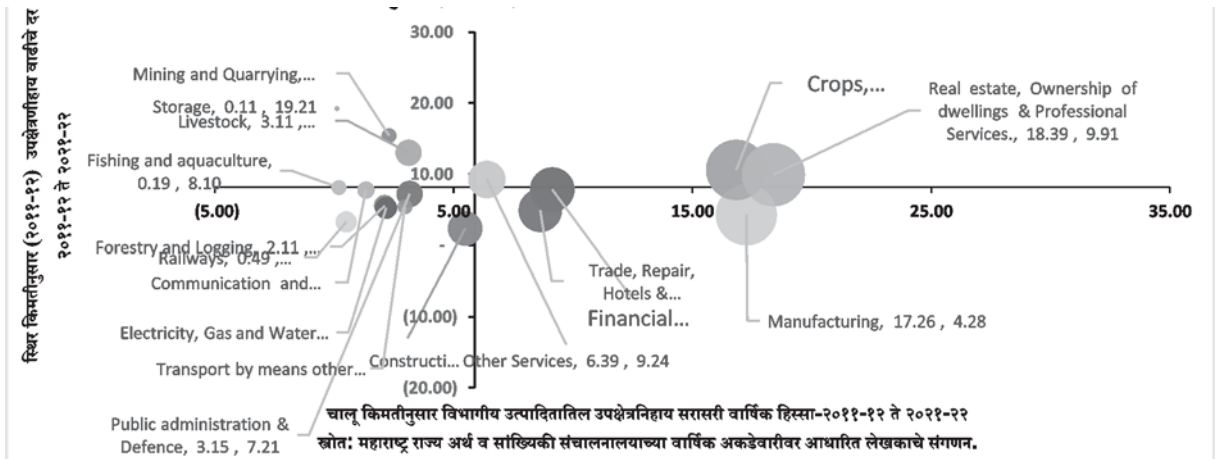 स्थिर किमतीनुसार (२०११-१२) उपक्षेत्रणीहाय वाढीचे दर
२०११-१२ ते २०२१-२२
30.00
20.00
10.00
-
(10.00)
(20.00)
(5.00)
5.00
15.00
25.00
35.00
Mining and Quarrying,...
Storage, 0.11, 19.21
Livestock, 3.11 ,...
Fishing and aquaculture,
0.19 , 8.10
Forestry and Logging, 2.11 ,...
Railways, 0.49 ,...
Communication and...
Electricity, Gas and Water...
Transport by means other...
Public administration &
Defence, 3.15 , 7.21
Constructi...
Other Services, 6.39 , 9.24
Trade, Repair,
Hotels &...
Financial...
Crops,...
Real estate, Ownership of
dwellings & Professional
Services., 18.39 , 9.91
Manufacturing, 17.26 , 4.28
चालू किमतीनुसार विभागीय उत्पादितातिल उपक्षेत्रनिहाय सरासरी वार्षिक हिस्सा-२०११-१२ ते २०२१-२२
स्त्रोत: महाराष्ट्र राज्य अर्थ व सांख्यिकी संचालनालयाच्या वार्षिक अकडेवारीवर आधारित लेखकाचे संगणन.